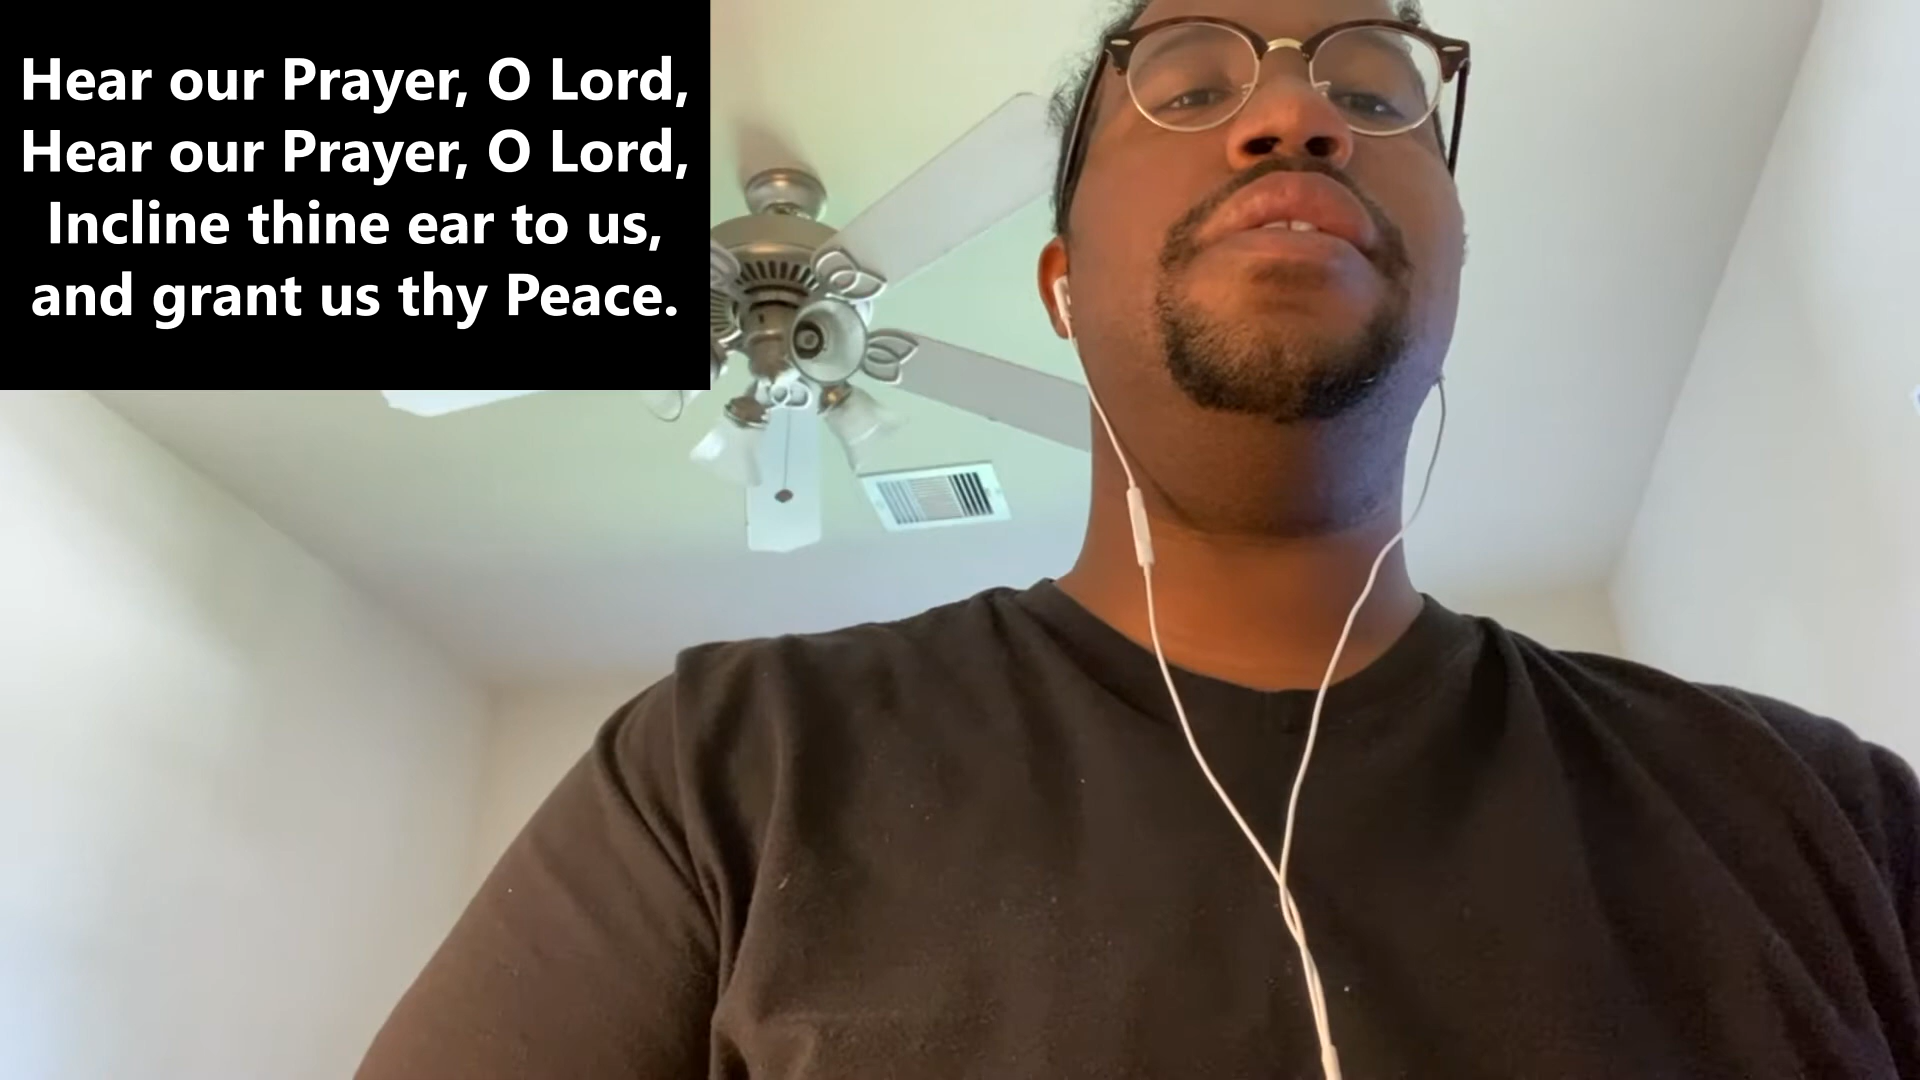 Hear our Prayer, O Lord,
Hear our Prayer, O Lord,
Incline thine ear to us,
and grant us thy Peace.